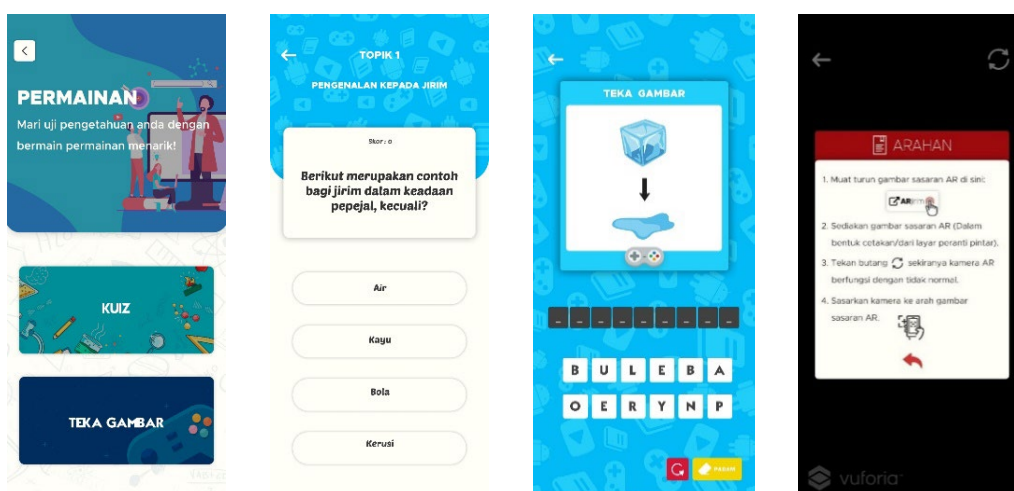 PERMAINAN
Mari uji pengetahuan anda dengan
bermain permainan menarik!
KUIZ
TEKA GAMBAR
TOPIK 1
PENGENALAN KEPADA JIRIM
Skor: 0
Berikut merupakan contoh
bagi jirim dalam keadaan
pepejal, kecuali?
Air
Kayu
Bola
Kerusi
TEKA GAMBAR
_ _ _ _ _ _ _ _ _
B U L E B A
O E R Y N P
PADAM
ARAHAN
1. Muat turun gambar sasaran AR di sini:
AR
2. Sediakan gambar sasaran AR (Dalam
bentuk cetakan/dari layar peranti pintar).
3. Tekan butang sekiranya kamera AR
berfungsi dengan tidak normal.
4. Sasarkan kamera ke arah gambar
sasaran AR.
vuforia